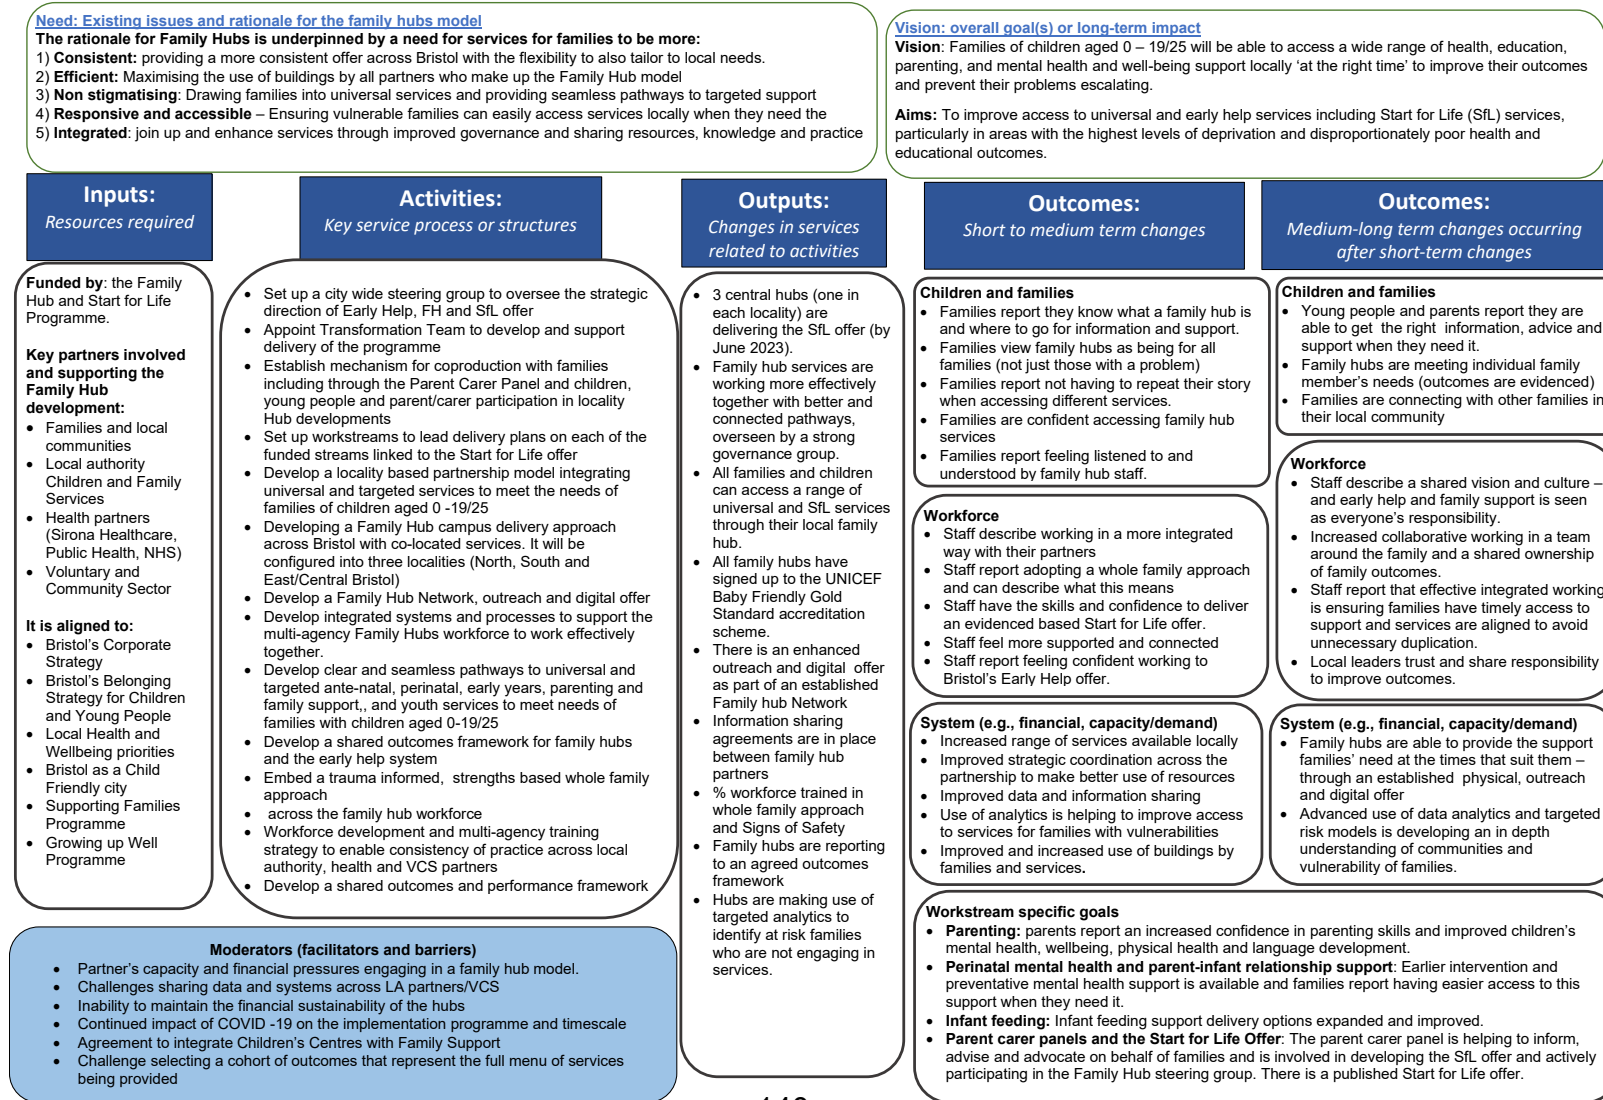 Need: Existing issues and rationale for the family hubs model
The rationale for Family Hubs is underpinned by a need for services for families to be more:
1) Consistent: providing a more consistent offer across Bristol with the flexibility to also tailor to local needs.
2) Efficient: Maximising the use of buildings by all partners who make up the Family Hub model
3) Non stigmatising: Drawing families into universal services and providing seamless pathways to targeted support
4) Responsive and accessible – Ensuring vulnerable families can easily access services locally when they need the
5) Integrated: join up and enhance services through improved governance and sharing resources, knowledge and practice
Vision: overall goal(s) or long-term impact
Vision: Families of children aged 0 – 19/25 will be able to access a wide range of health, education,
parenting, and mental health and well-being support locally ‘at the right time’ to improve their outcomes
and prevent their problems escalating.
Aims: To improve access to universal and early help services including Start for Life (SfL) services,
particularly in areas with the highest levels of deprivation and disproportionately poor health and
educational outcomes.
Inputs:
Resources required
Funded by: the Family
Hub and Start for Life
Programme.
Key partners involved
and supporting the
Family Hub
development:
• Families and local
communities
• Local authority
Children and Family
Services
• Health partners
(Sirona Healthcare,
Public Health, NHS)
• Voluntary and
Community Sector
It is aligned to:
• Bristol’s Corporate
Strategy
• Bristol’s Belonging
Strategy for Children
and Young People
• Local Health and
Wellbeing priorities
• Bristol as a Child
Friendly city
• Supporting Families
Programme
• Growing up Well
Programme
Activities:
Key service process or structures
• Set up a city wide steering group to oversee the strategic
direction of Early Help, FH and SfL offer
• Appoint Transformation Team to develop and support
delivery of the programme
• Establish mechanism for coproduction with families
including through the Parent Carer Panel and children,
young people and parent/carer participation in locality
Hub developments
• Set up workstreams to lead delivery plans on each of the
funded streams linked to the Start for Life offer
• Develop a locality based partnership model integrating
universal and targeted services to meet the needs of
families of children aged 0 -19/25
• Developing a Family Hub campus delivery approach
across Bristol with co-located services. It will be
configured into three localities (North, South and
East/Central Bristol)
• Develop a Family Hub Network, outreach and digital offer
• Develop integrated systems and processes to support the
multi-agency Family Hubs workforce to work effectively
together.
• Develop clear and seamless pathways to universal and
targeted ante-natal, perinatal, early years, parenting and
family support,, and youth services to meet needs of
families with children aged 0-19/25
• Develop a shared outcomes framework for family hubs
and the early help system
• Embed a trauma informed, strengths based whole family
approach
• across the family hub workforce
• Workforce development and multi-agency training
strategy to enable consistency of practice across local
authority, health and VCS partners
• Develop a shared outcomes and performance framework
Outputs:
Changes in services
related to activities
• 3 central hubs (one in
each locality) are
delivering the SfL offer (by
June 2023).
• Family hub services are
working more effectively
together with better and
connected pathways,
overseen by a strong
governance group.
• All families and children
can access a range of
universal and SfL services
through their local family
hub.
• All family hubs have
signed up to the UNICEF
Baby Friendly Gold
Standard accreditation
scheme.
• There is an enhanced
outreach and digital offer
as part of an established
Family hub Network
• Information sharing
agreements are in place
between family hub
partners
• % workforce trained in
whole family approach
and Signs of Safety
• Family hubs are reporting
to an agreed outcomes
framework
• Hubs are making use of
targeted analytics to
identify at risk families
who are not engaging in
services.
Outcomes:
Short to medium term changes
Children and families
• Families report they know what a family hub is
and where to go for information and support.
• Families view family hubs as being for all
families (not just those with a problem)
• Families report not having to repeat their story
when accessing different services.
• Families are confident accessing family hub
services
• Families report feeling listened to and
understood by family hub staff.
Workforce
• Staff describe working in a more integrated
way with their partners
• Staff report adopting a whole family approach
and can describe what this means
• Staff have the skills and confidence to deliver
an evidenced based Start for Life offer.
• Staff feel more supported and connected
• Staff report feeling confident working to
Bristol’s Early Help offer.
System (e.g., financial, capacity/demand)
• Increased range of services available locally
• Improved strategic coordination across the
partnership to make better use of resources
• Improved data and information sharing
• Use of analytics is helping to improve access
to services for families with vulnerabilities
• Improved and increased use of buildings by
families and services.
Outcomes:
Medium-long term changes occurring
after short-term changes
Children and families
• Young people and parents report they are
able to get the right information, advice and
support when they need it.
• Family hubs are meeting individual family
member’s needs (outcomes are evidenced)
• Families are connecting with other families in
their local community
Workforce
• Staff describe a shared vision and culture –
and early help and family support is seen
as everyone’s responsibility.
• Increased collaborative working in a team
around the family and a shared ownership
of family outcomes.
• Staff report that effective integrated working
is ensuring families have timely access to
support and services are aligned to avoid
unnecessary duplication.
• Local leaders trust and share responsibility
to improve outcomes.
System (e.g., financial, capacity/demand)
• Family hubs are able to provide the support
families’ need at the times that suit them –
through an established physical, outreach
and digital offer
• Advanced use of data analytics and targeted
risk models is developing an in depth
understanding of communities and
vulnerability of families.
Workstream specific goals
• Parenting: parents report an increased confidence in parenting skills and improved children’s
mental health, wellbeing, physical health and language development.
• Perinatal mental health and parent-infant relationship support: Earlier intervention and
preventative mental health support is available and families report having easier access to this
support when they need it.
• Infant feeding: Infant feeding support delivery options expanded and improved.
• Parent carer panels and the Start for Life Offer: The parent carer panel is helping to inform,
advise and advocate on behalf of families and is involved in developing the SfL offer and actively
participating in the Family Hub steering group. There is a published Start for Life offer.
Moderators (facilitators and barriers)
• Partner’s capacity and financial pressures engaging in a family hub model.
• Challenges sharing data and systems across LA partners/VCS
• Inability to maintain the financial sustainability of the hubs
• Continued impact of COVID -19 on the implementation programme and timescale
• Agreement to integrate Children’s Centres with Family Support
• Challenge selecting a cohort of outcomes that represent the full menu of services
being provided